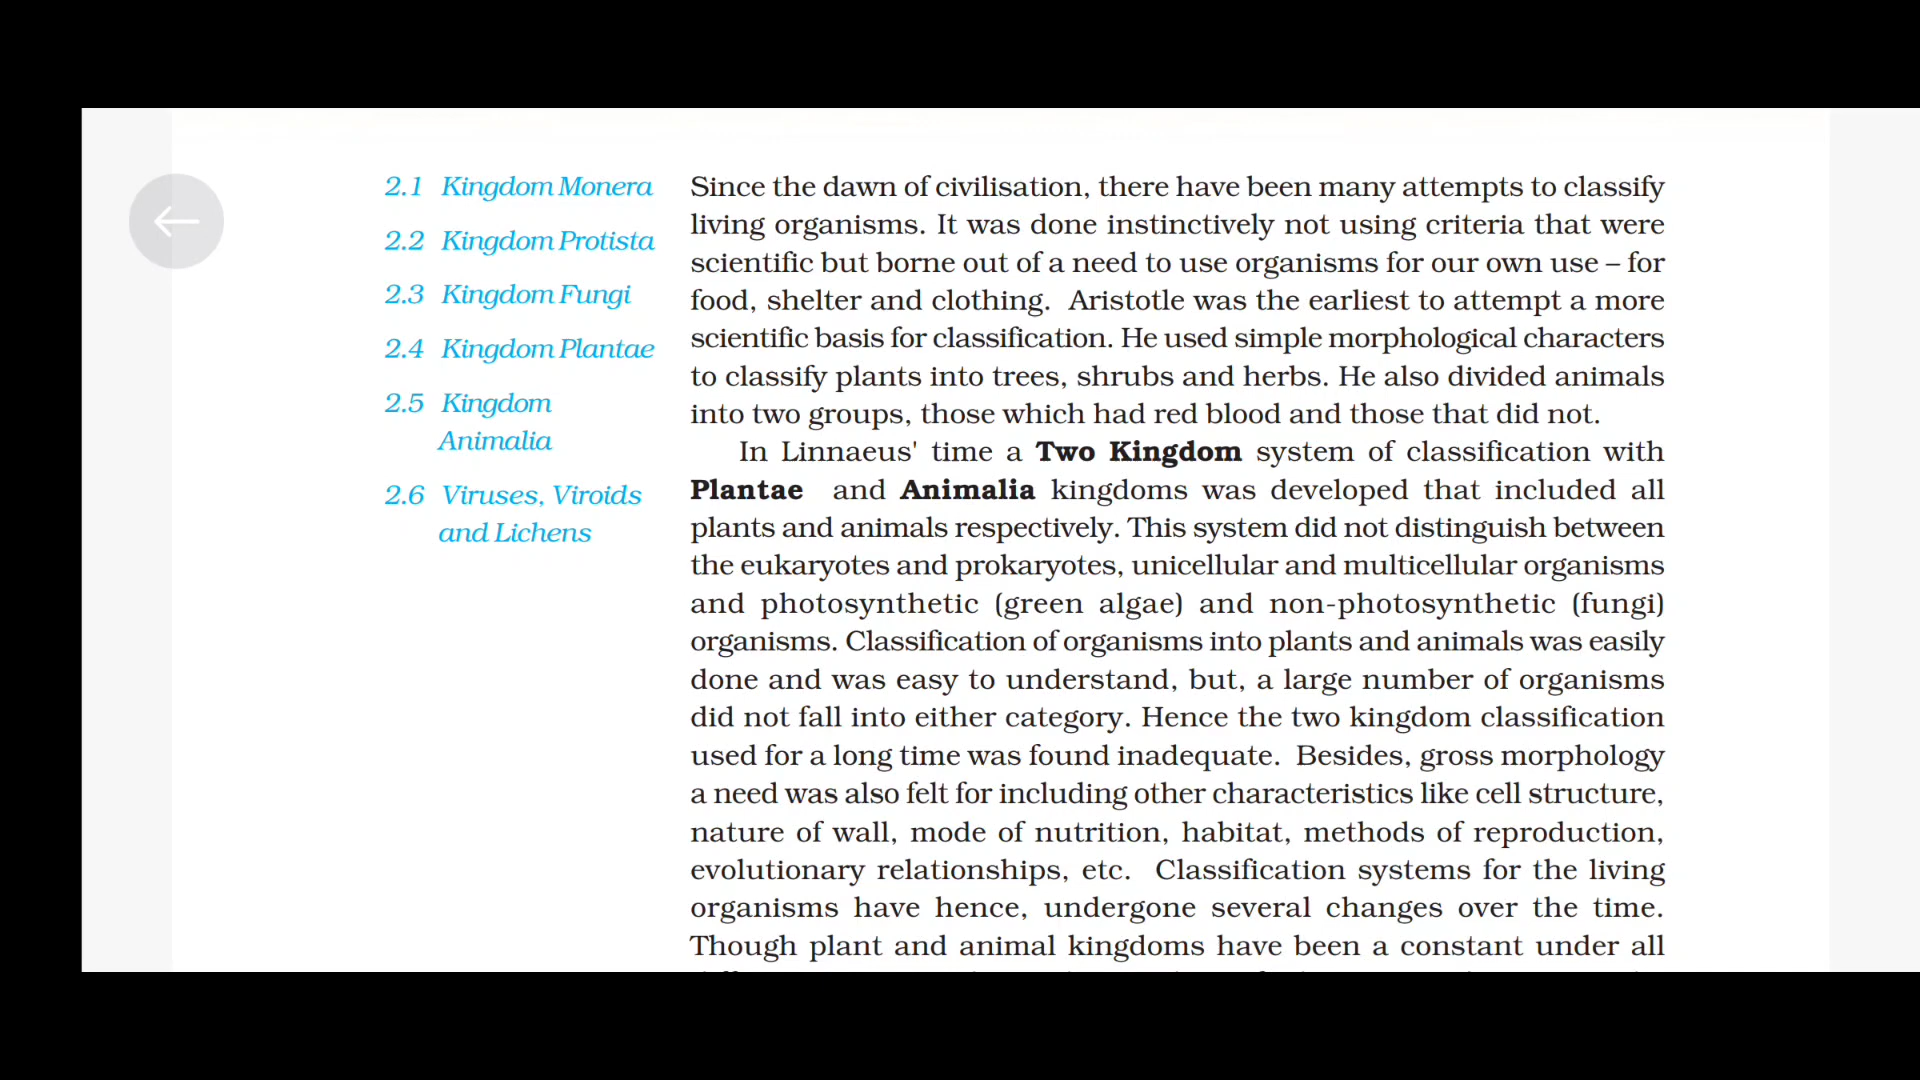 2.1 Kingdom Monera
2.2 Kingdom Protista
2.3 Kingdom Fungi
2.4 Kingdom Plantae
2.5 Kingdom
Animalia
2.6 Viruses, Viroids
and Lichens
Since the dawn of civilisation, there have been many attempts to classify
living organisms. It was done instinctively not using criteria that were
scientific but borne out of a need to use organisms for our own use – for
food, shelter and clothing. Aristotle was the earliest to attempt a more
scientific basis for classification. He used simple morphological characters
to classify plants into trees, shrubs and herbs. He also divided animals
into two groups, those which had red blood and those that did not.
In Linnaeus' time a Two Kingdom system of classification with
Plantae and Animalia kingdoms was developed that included all
plants and animals respectively. This system did not distinguish between
the eukaryotes and prokaryotes, unicellular and multicellular organisms
and photosynthetic (green algae) and non-photosynthetic (fungi)
organisms. Classification of organisms into plants and animals was easily
done and was easy to understand, but, a large number of organisms
did not fall into either category. Hence the two kingdom classification
used for a long time was found inadequate. Besides, gross morphology
a need was also felt for including other characteristics like cell structure,
nature of wall, mode of nutrition, habitat, methods of reproduction,
evolutionary relationships, etc. Classification systems for the living
organisms have hence, undergone several changes over the time.
Though plant and animal kingdoms have been a constant under all